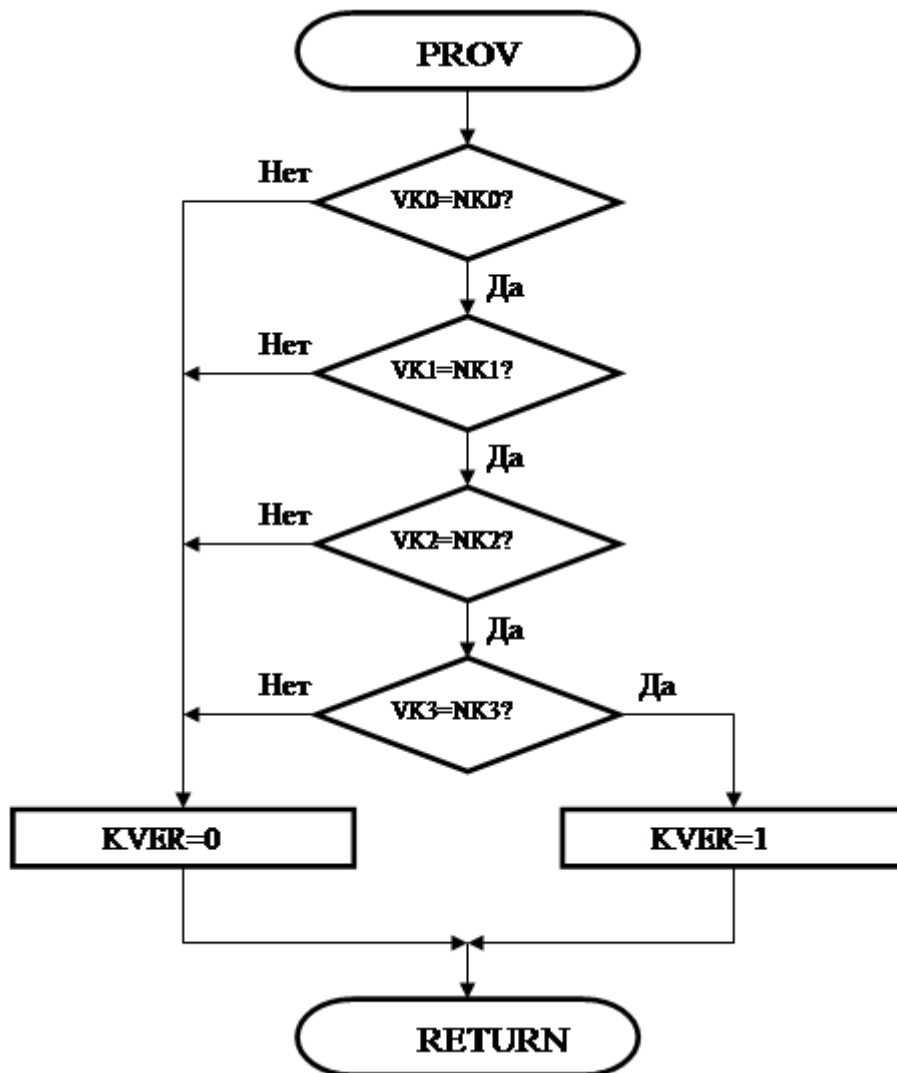 PROV
Нет
VK0=NK0?
Да
Нет
VK1=NK1?
Да
Нет
VK2=NK2?
Да
Нет
VK3=NK3?
Да
KVER=0
KVER=1
RETURN